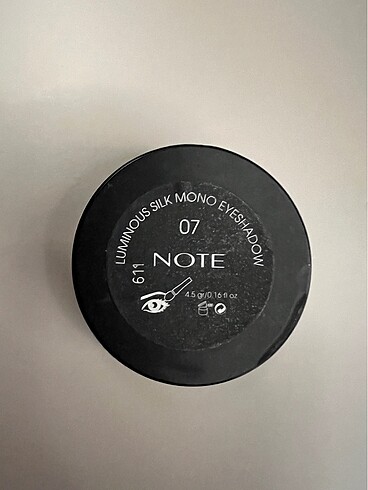 LUMINOUS SILK MONO EYESHADOW
07
NOTE
611
4.5 gr/0.16 fl oz